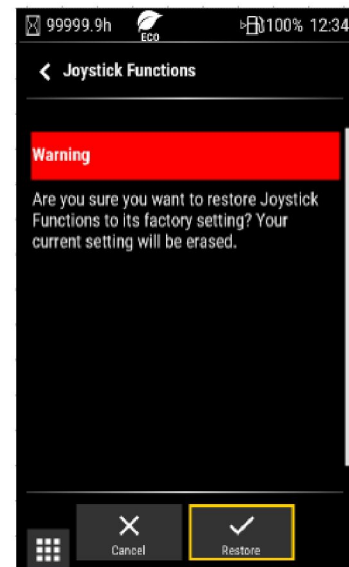 99999.9h ECO 100% 12:34
Joystick Functions
Warning
Are you sure you want to restore Joystick
Functions to its factory setting? Your
current setting will be erased.
Cancel Restore